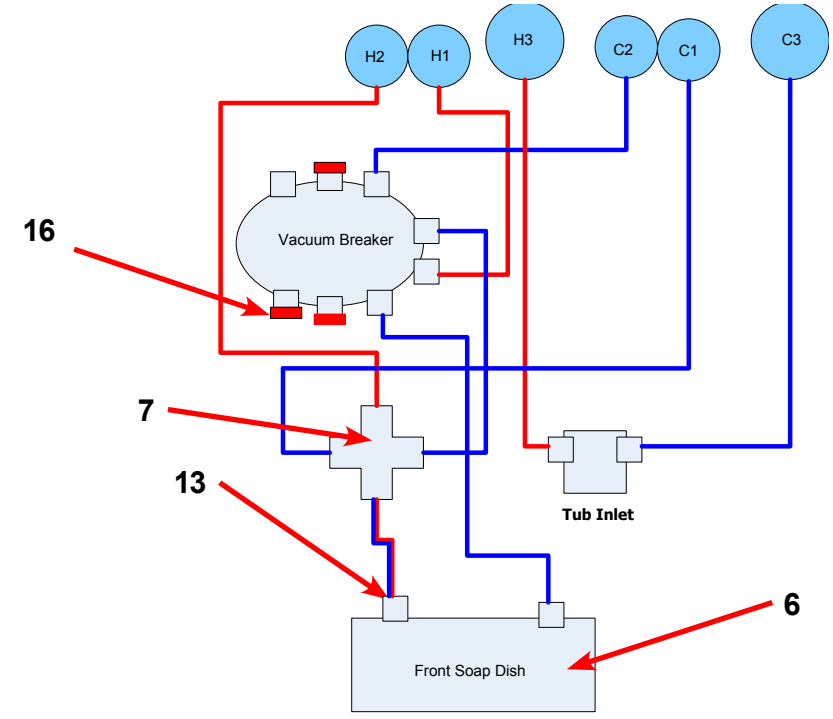 H2
H1
H3
C2
C1
C3
16
Vacuum Breaker
7
13
Tub Inlet
6
Front Soap Dish